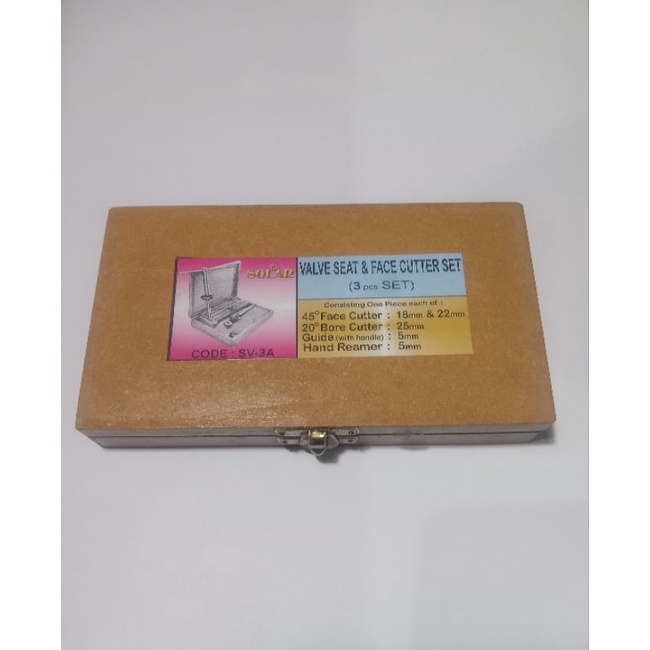 SOLAR
CODE : SV-3A
VALVE SEAT & FACE CUTTER SET
(3 pcs SET)
Consisting One Piece each of :
45° Face Cutter : 18mm & 22mm
20° Bore Cutter : 25mm
Guide (with handle) : 5mm
Hand Reamer : 5mm